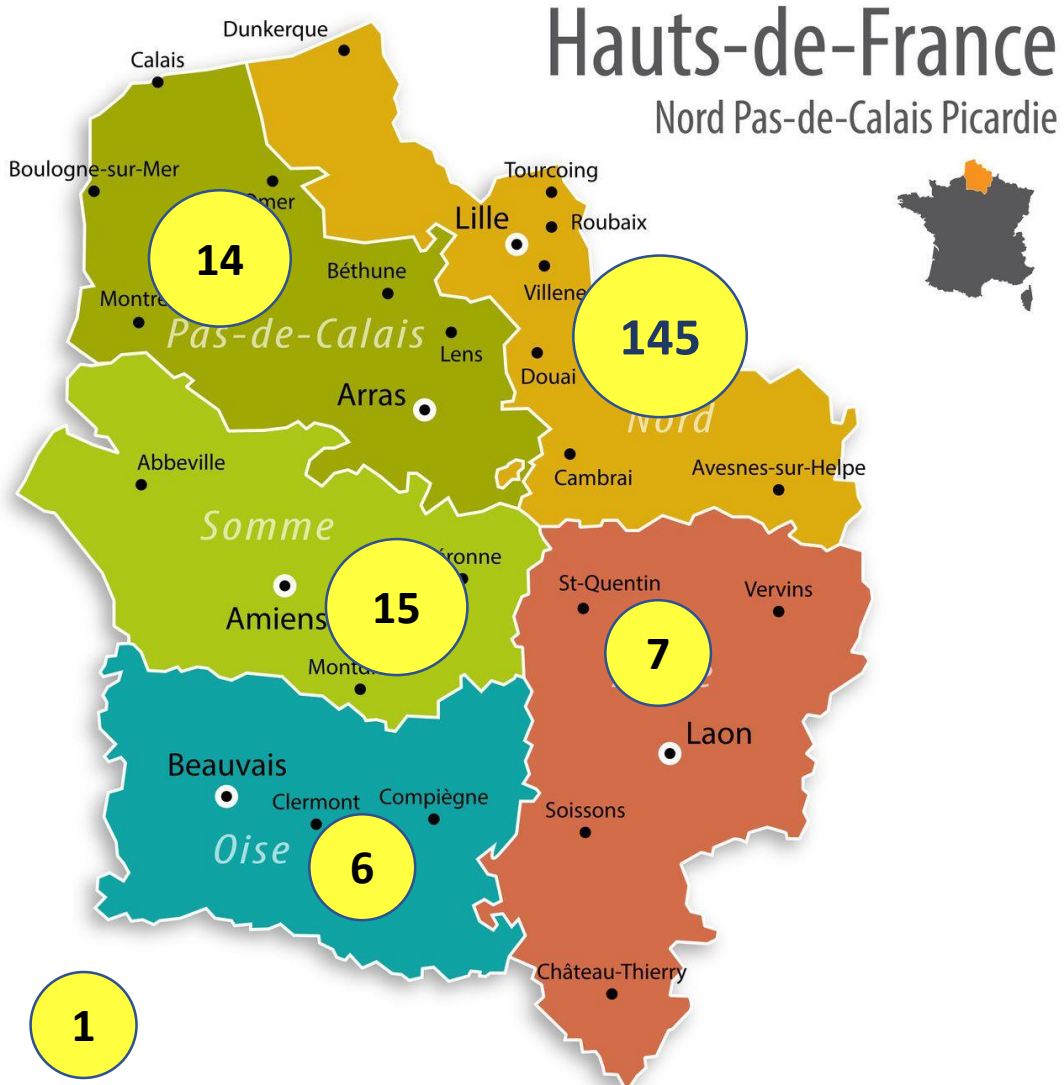 Hauts-de-France
Nord Pas-de-Calais Picardie
Dunkerque
Calais
Boulogne-sur-Mer
Tourcoing
Lille
Roubaix
14
Béthune
Villene
145
Pas-de-Calais
Lens
Douai
Arras
Nord
Abbeville
Cambrai
Avesnes-sur-Helpe
Somme
St-Quentin
Vervins
15
Amiens
7
Laon
Beauvais
Clermont
Compiègne
Soissons
Oise
6
Château-Thierry
1